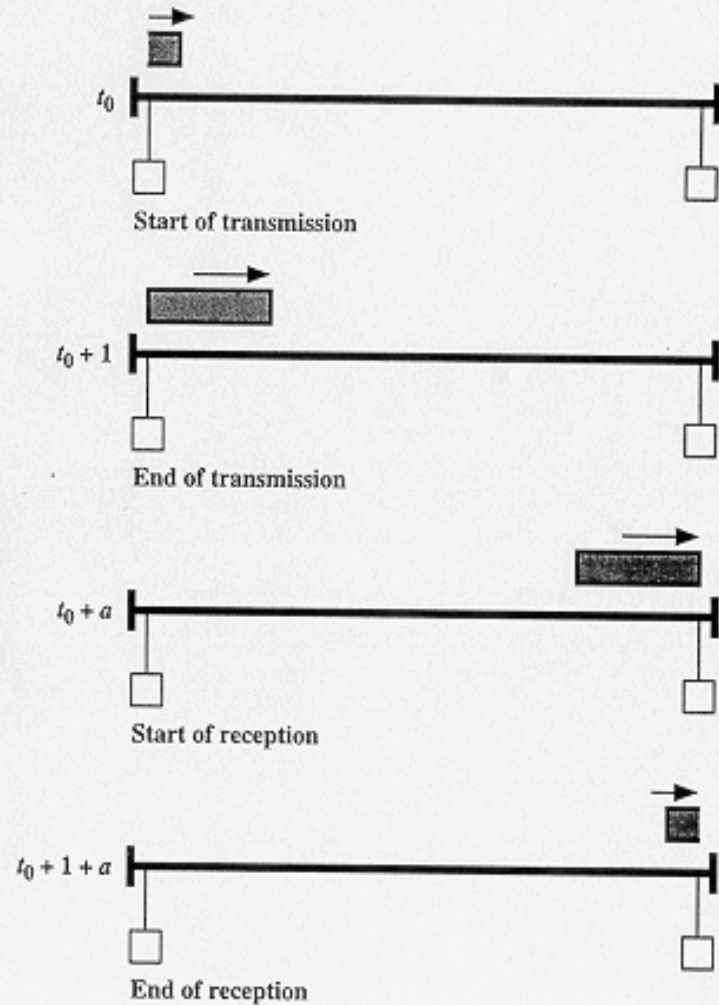 t₀
Start of transmission
t₀ + 1
End of transmission
t₀ + a
Start of reception
t₀ + 1 + a
End of reception